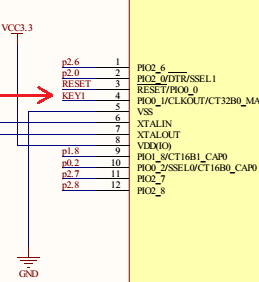 VCC3.3
p2.6 1 PIO2_6
p2.0 2 PIO2_0/DTR/SSEL1
RESET 3 RESET/PIO0_0
KEY1 4 PIO0_1/CLKOUT/CT32B0_MA
5 VSS
6 XTALIN
7 XTALOUT
8 VDD(IO)
p1.8 9 PIO1_8/CT16B1_CAP0
p0.2 10 PIO0_2/SSEL0/CT16B0_CAP0
p2.7 11 PIO2_7
p2.8 12 PIO2_8
GND